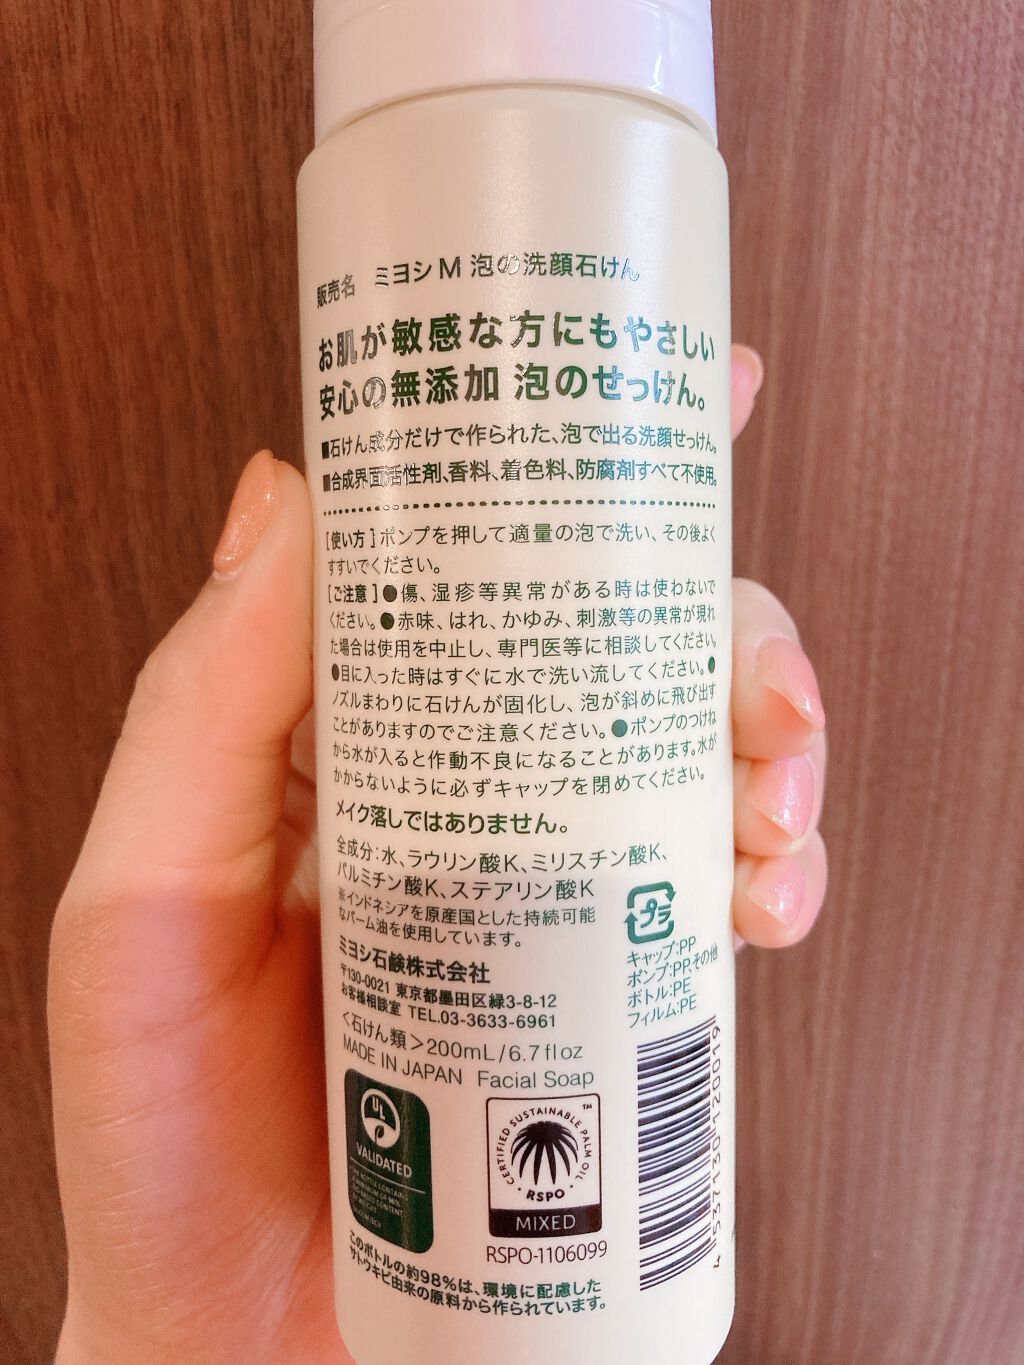 販売名 ミヨシM 泡の洗顔石けん
お肌が敏感な方にもやさしい
安心の無添加 泡のせっけん。
■石けん成分だけで作られた、泡で出る洗顔せっけん。
■合成界面活性剤、香料、着色料、防腐剤すべて不使用。
[使い方]ポンプを押して適量の泡で洗い、その後よく
すすいでください。
[ご注意]●傷、湿疹等異常がある時は使わないで
ください。●赤味、はれ、かゆみ、刺激等の異常が現れ
た場合は使用を中止し、専門医等に相談してください。
●目に入った時はすぐに水で洗い流してください。●
ノズルまわりに石けんが固化し、泡が斜めに飛び出す
ことがありますのでご注意ください。●ポンプのつけね
から水が入ると作動不良になることがあります。水が
かからないように必ずキャップを閉めてください。
メイク落しではありません。
全成分:水、ラウリン酸K、ミリスチン酸K、
パルミチン酸K、ステアリン酸K
※インドネシアを原産国とした持続可能
なパーム油を使用しています。
ミヨシ石鹸株式会社
〒130-0021 東京都墨田区緑3-8-12
お客様相談室 TEL.03-3633-6961
<石けん類>200mL/6.7fl oz
MADE IN JAPAN Facial Soap
プラ
キャップ:PP
ポンプ:PP、その他
ボトル:PE
フィルム:PE
4 537130 120019
UL
VALIDATED
CERTIFIED SUSTAINABLE PALM OIL TM
RSPO
MIXED
RSPO-1106099
このボトルの約98%は、環境に配慮した
サトウキビ由来の原料から作られています。